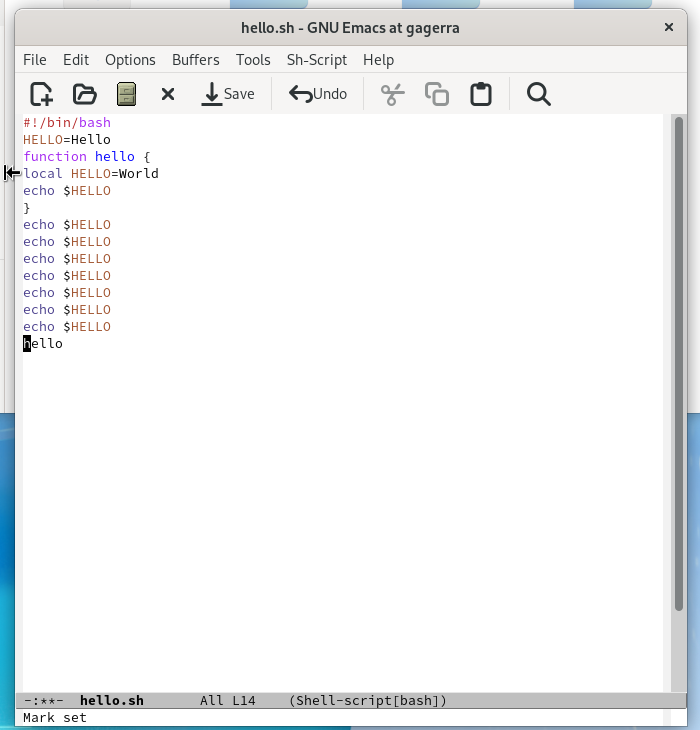 hello.sh - GNU Emacs at gagerra
File Edit Options Buffers Tools Sh-Script Help
Save Undo
#!/bin/bash
HELLO=Hello
function hello {
local HELLO=World
echo $HELLO
}
echo $HELLO
echo $HELLO
echo $HELLO
echo $HELLO
echo $HELLO
echo $HELLO
echo $HELLO
hello
-:**- hello.sh All L14 (Shell-script[bash])
Mark set